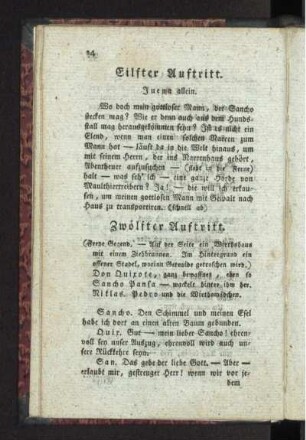 24
Eilfter Auftritt.
Juema allein.
Wo doch mein gottloser Mann, der Sancho
stecken mag? Wie er denn auch aus dem Hunds-
stall mag herausgekommen seyn? Ist es nicht ein
Elend, wenn man einen solchen Narren zum
Mann hat — läuft da in die Welt hinaus, um
mit seinem Herrn, der ins Narrenhaus gehört,
Abentheuer aufzusuchen — (sieht in die Ferne)
halt — was seh' ich — eine ganze Horde von
Maulthiertreibern? Ja! — die will ich erkau-
fen, um meinen gottlosen Mann mit Gewalt nach
Haus zu transportiren. (schnell ab)
Zwölfter Auftritt.
(Freye Gegend. — Auf der Seite ein Wirthshaus
mit einem Ziehbrunnen. Im Hintergrund ein
offener Stadel, worinn Getraide gedroschen wird.)
Don Quixote, ganz bewaffnet, eben so
Sancho Pansa — wackeln hinter ihm her.
Niklas. Pedro und die Wirthsmädchen.
Sancho. Den Schimmel und meinen Esel
habe ich dort an einen alten Baum gebunden.
Quix. Gut — mein lieber Sancho! ehren-
voll sey unser Auszug, ehrenvoll wird auch un-
sere Rückkehr seyn.
San. Das gebe der liebe Gott. — Aber —
erlaubt mir, gestrenger Herr! wenn wir vor je-
dem